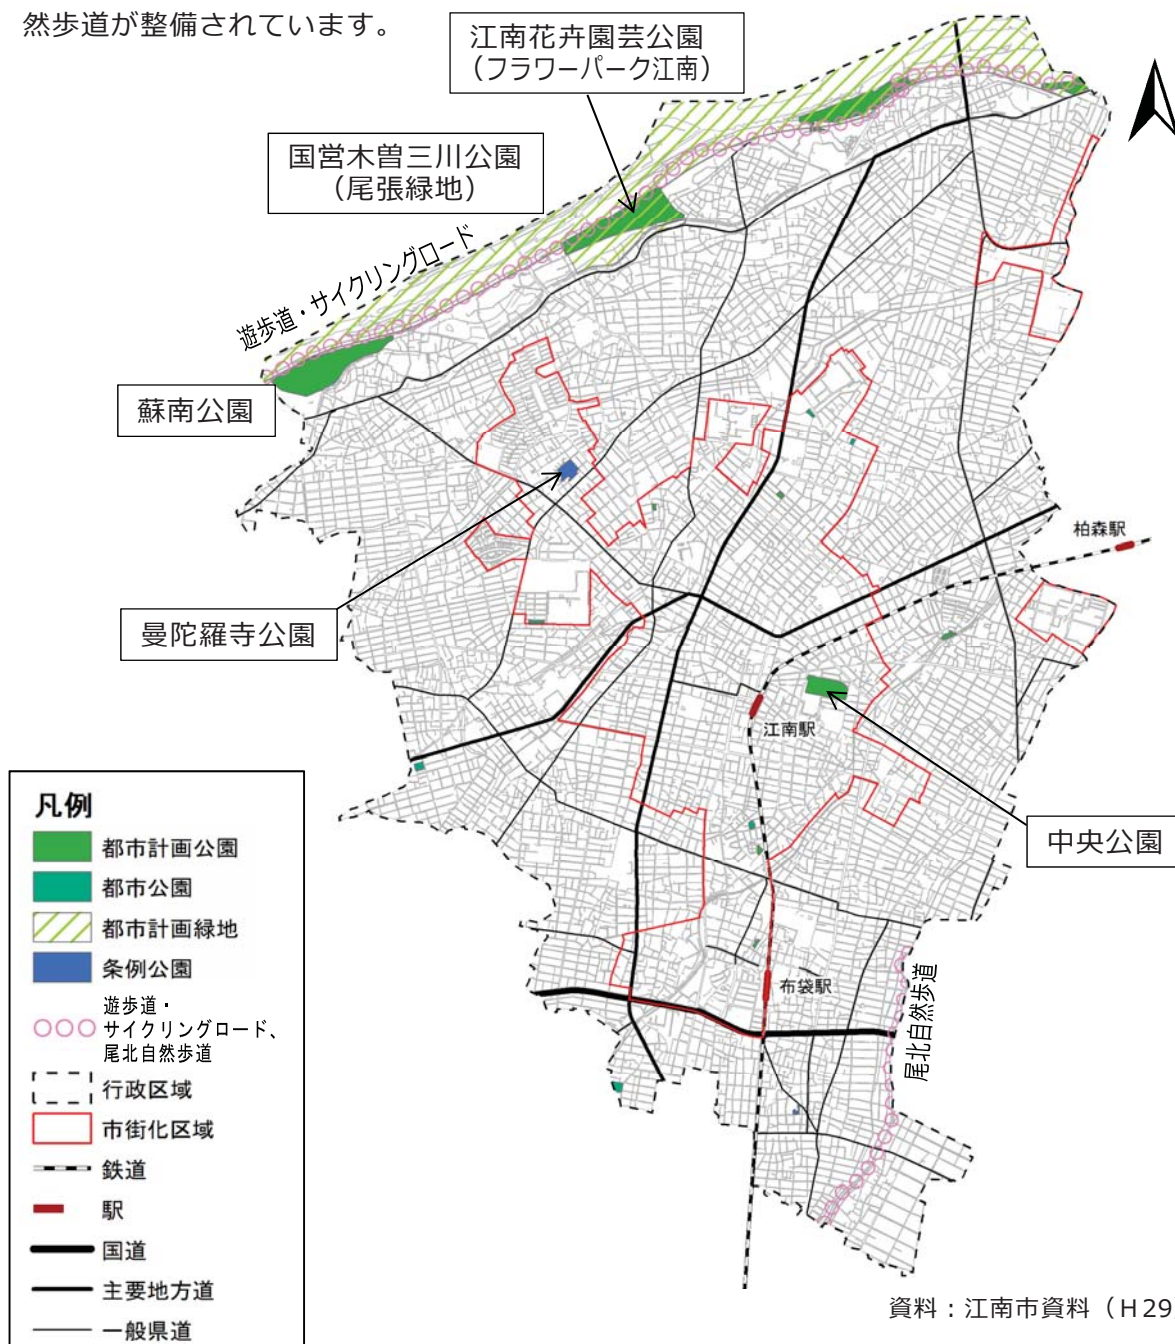 然歩道が整備されています。
江南花卉園芸公園
（フラワーパーク江南）
国営木曽三川公園
（尾張緑地）
遊歩道・サイクリングロード
蘇南公園
曼陀羅寺公園
柏森駅
江南駅
中央公園
布袋駅
尾北自然歩道
凡例
都市計画公園
都市公園
都市計画緑地
条例公園
遊歩道・
サイクリングロード、
尾北自然歩道
行政区域
市街化区域
鉄道
駅
国道
主要地方道
一般県道
資料：江南市資料（H29